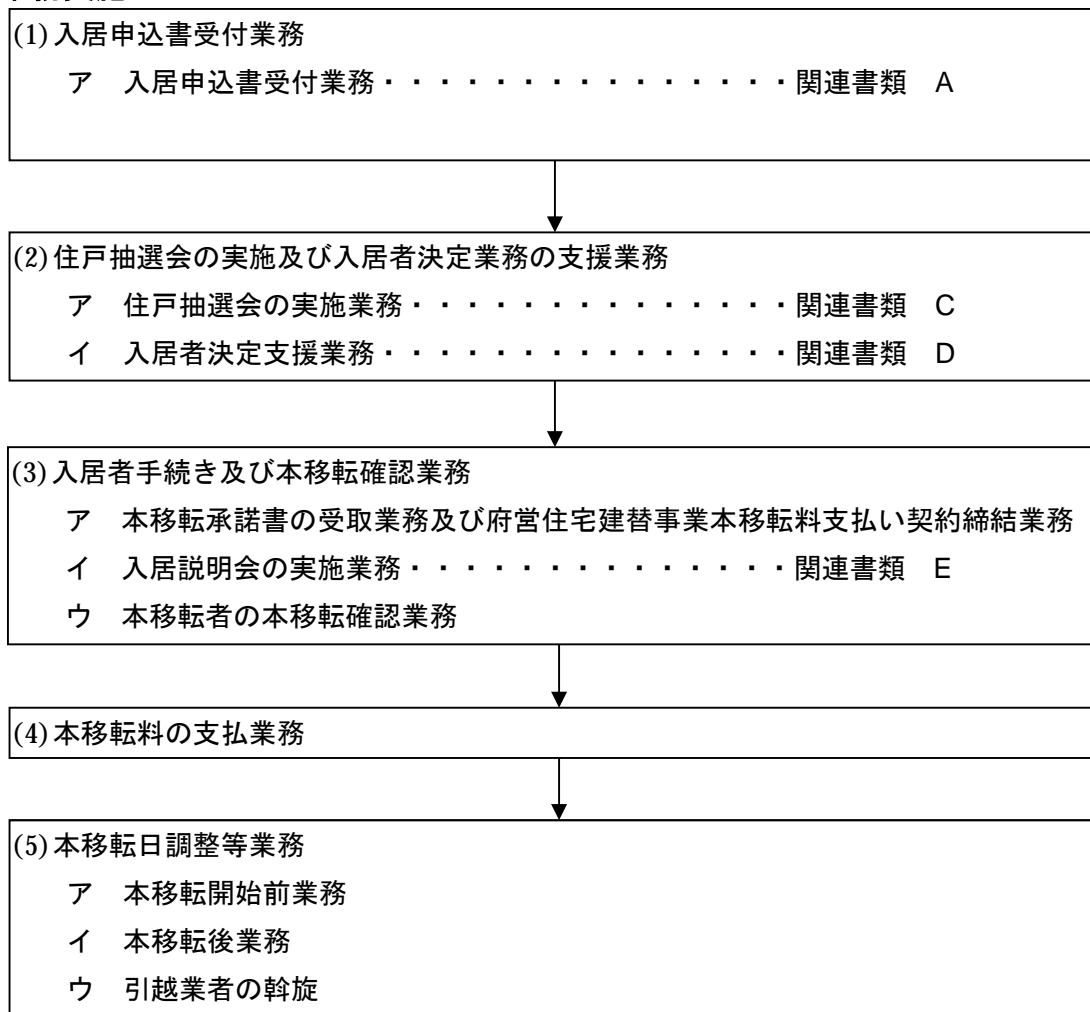 (1)入居申込書受付業務
ア　入居申込書受付業務・・・・・・・・・・・・・・・関連書類　A
(2)住戸抽選会の実施及び入居者決定業務の支援業務
ア　住戸抽選会の実施業務・・・・・・・・・・・・・・関連書類　C
イ　入居者決定支援業務・・・・・・・・・・・・・・・関連書類　D
(3)入居者手続き及び本移転確認業務
ア　本移転承諾書の受取業務及び府営住宅建替事業本移転料支払い契約締結業務
イ　入居説明会の実施業務・・・・・・・・・・・・・・関連書類　E
ウ　本移転者の本移転確認業務
(4)本移転料の支払業務
(5)本移転日調整等業務
ア　本移転開始前業務
イ　本移転後業務
ウ　引越業者の斡旋